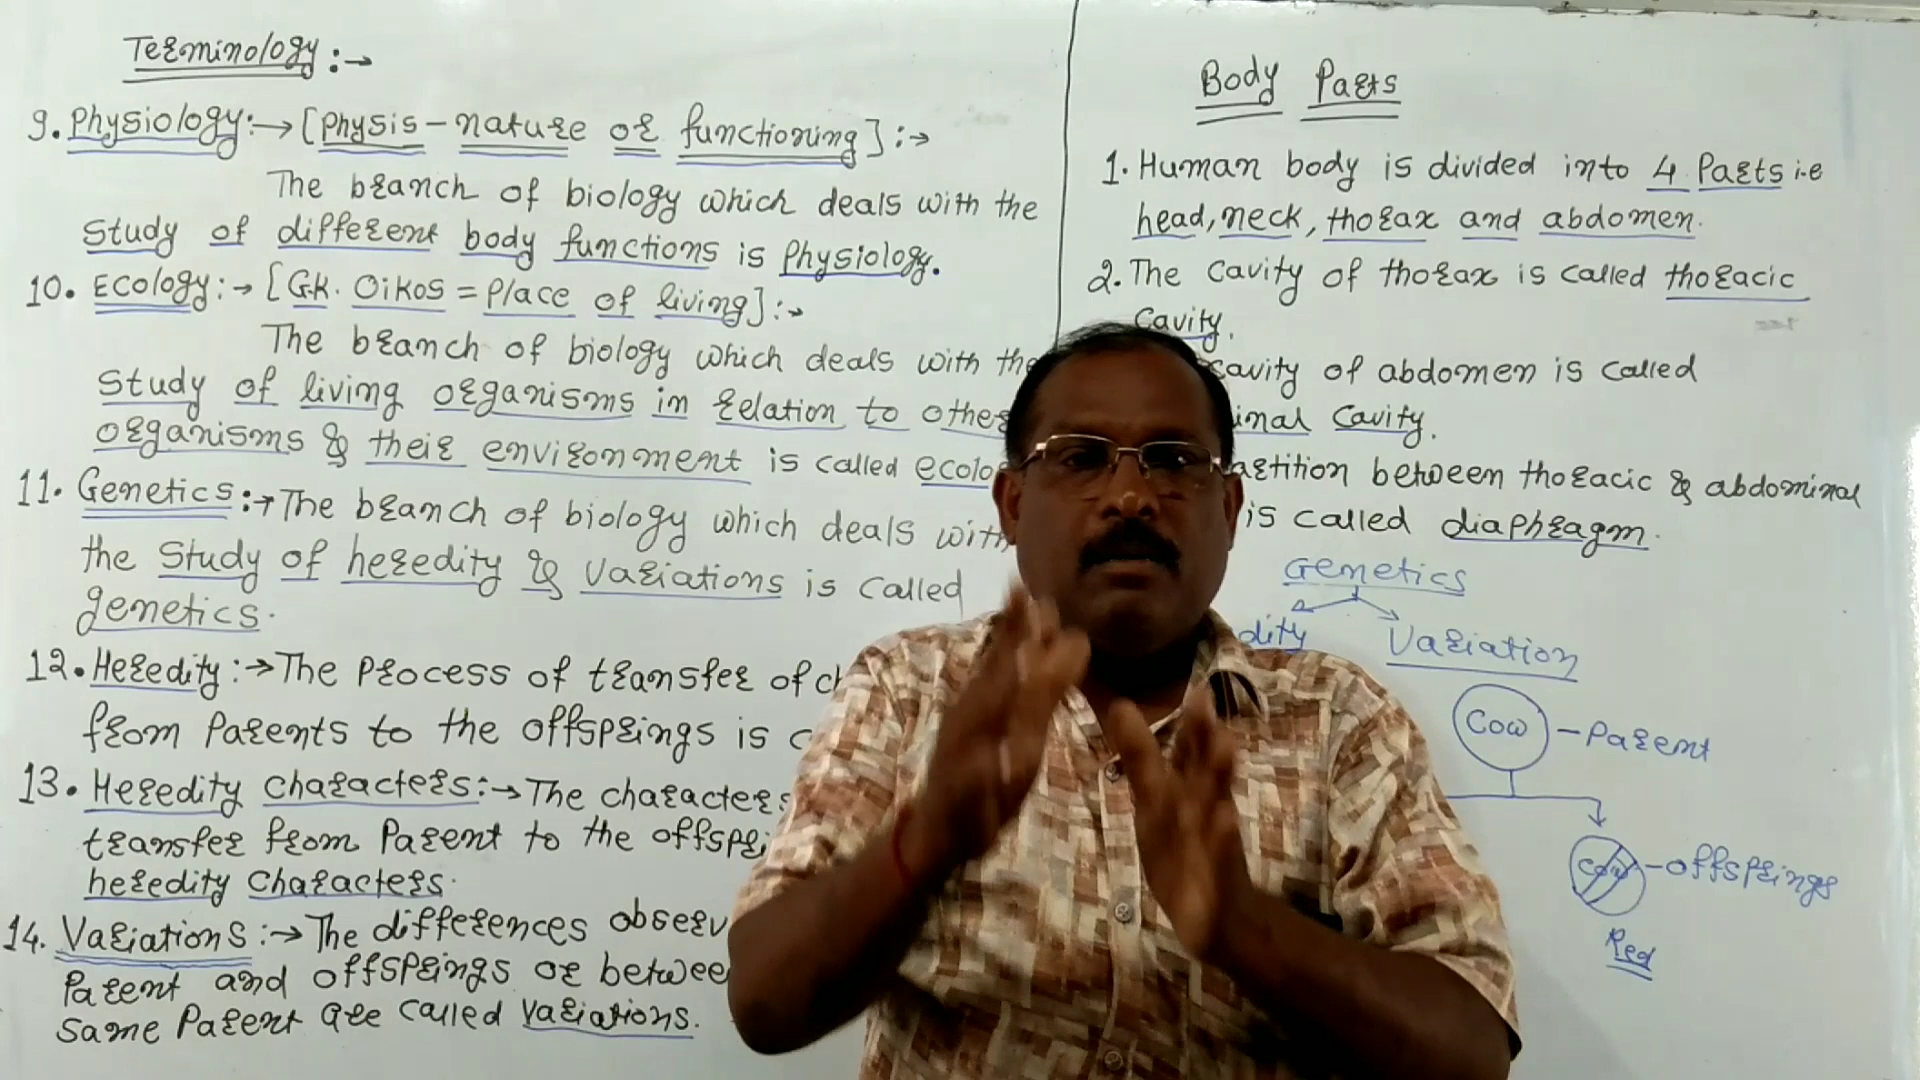 Terminology :→
9. Physiology :→ [Physis – nature or functioning] :→
The branch of biology which deals with the
study of different body functions is Physiology.
10. Ecology :→ [G.K. Oikos = Place of living] :→
The branch of biology which deals with the
study of living organisms in relation to other
organisms & their environment is called ecolo
11. Genetics :→ The branch of biology which deals with
the study of heredity & variations is called
genetics.
12. Heredity :→ The Process of transfer of ch
from Parents to the offsprings is c
13. Heredity characters :→ The characters
transfer from Parent to the offspri
heredity characters.
14. Variations :→ The differences observ
Parent and offsprings or betwee
same Parent are called variations.
Body Parts
1. Human body is divided into 4 Parts i.e
head, neck, thorax and abdomen.
2. The cavity of thorax is called thoracic
cavity.
cavity of abdomen is called
inal cavity.
artition between thoracic & abdominal
is called diaphragm.
Genetics
dity Variation
Cow – Parent
Cow – offsprings
Red